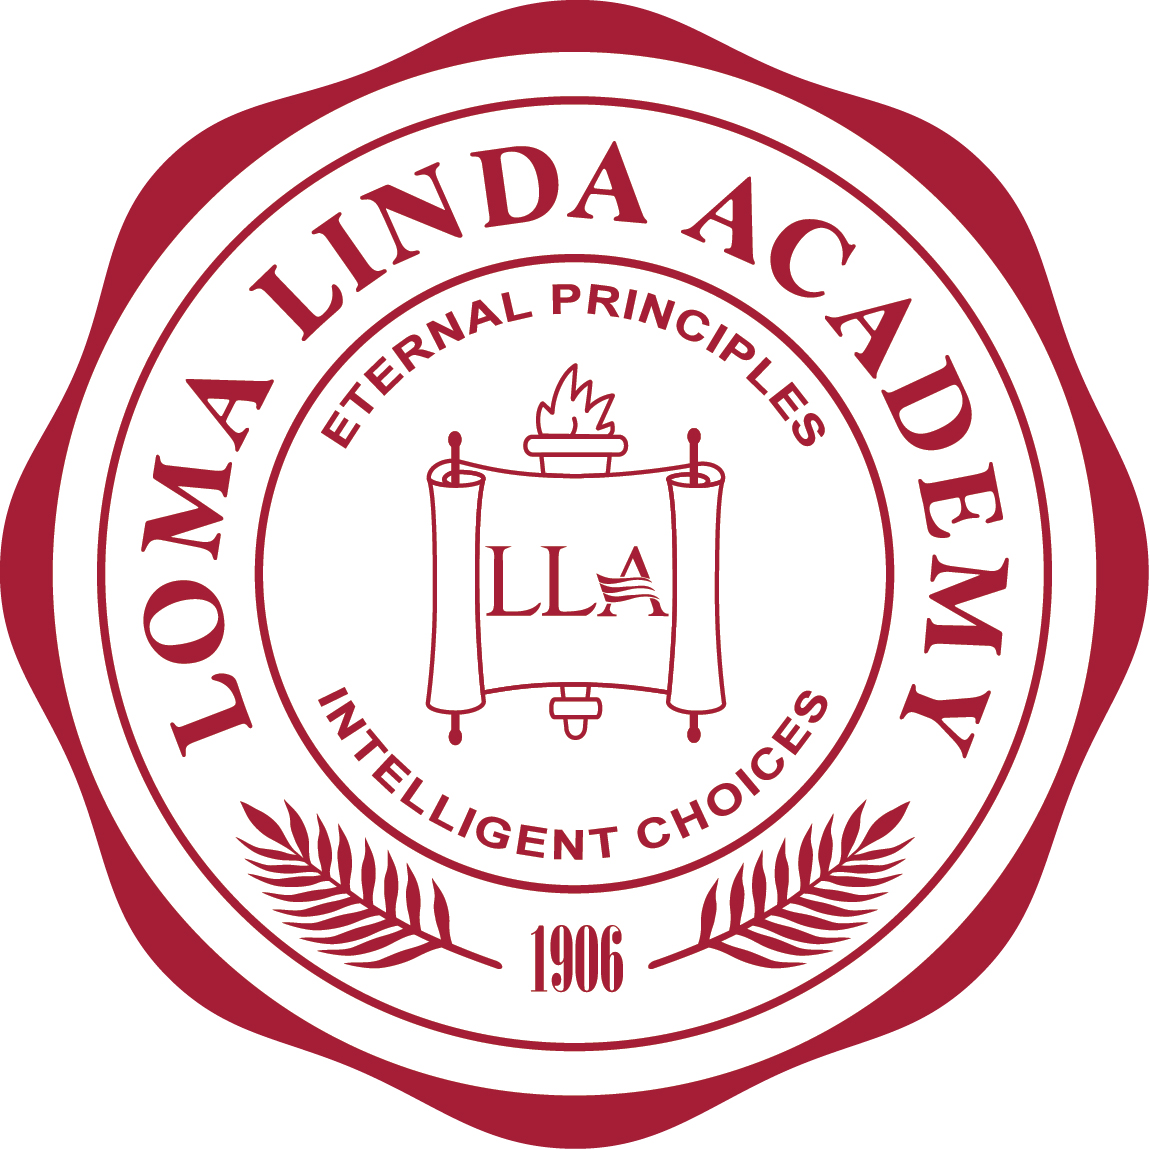 LOMA LINDA ACADEMY
ETERNAL PRINCIPLES
LLA
INTELLIGENT CHOICES
1906